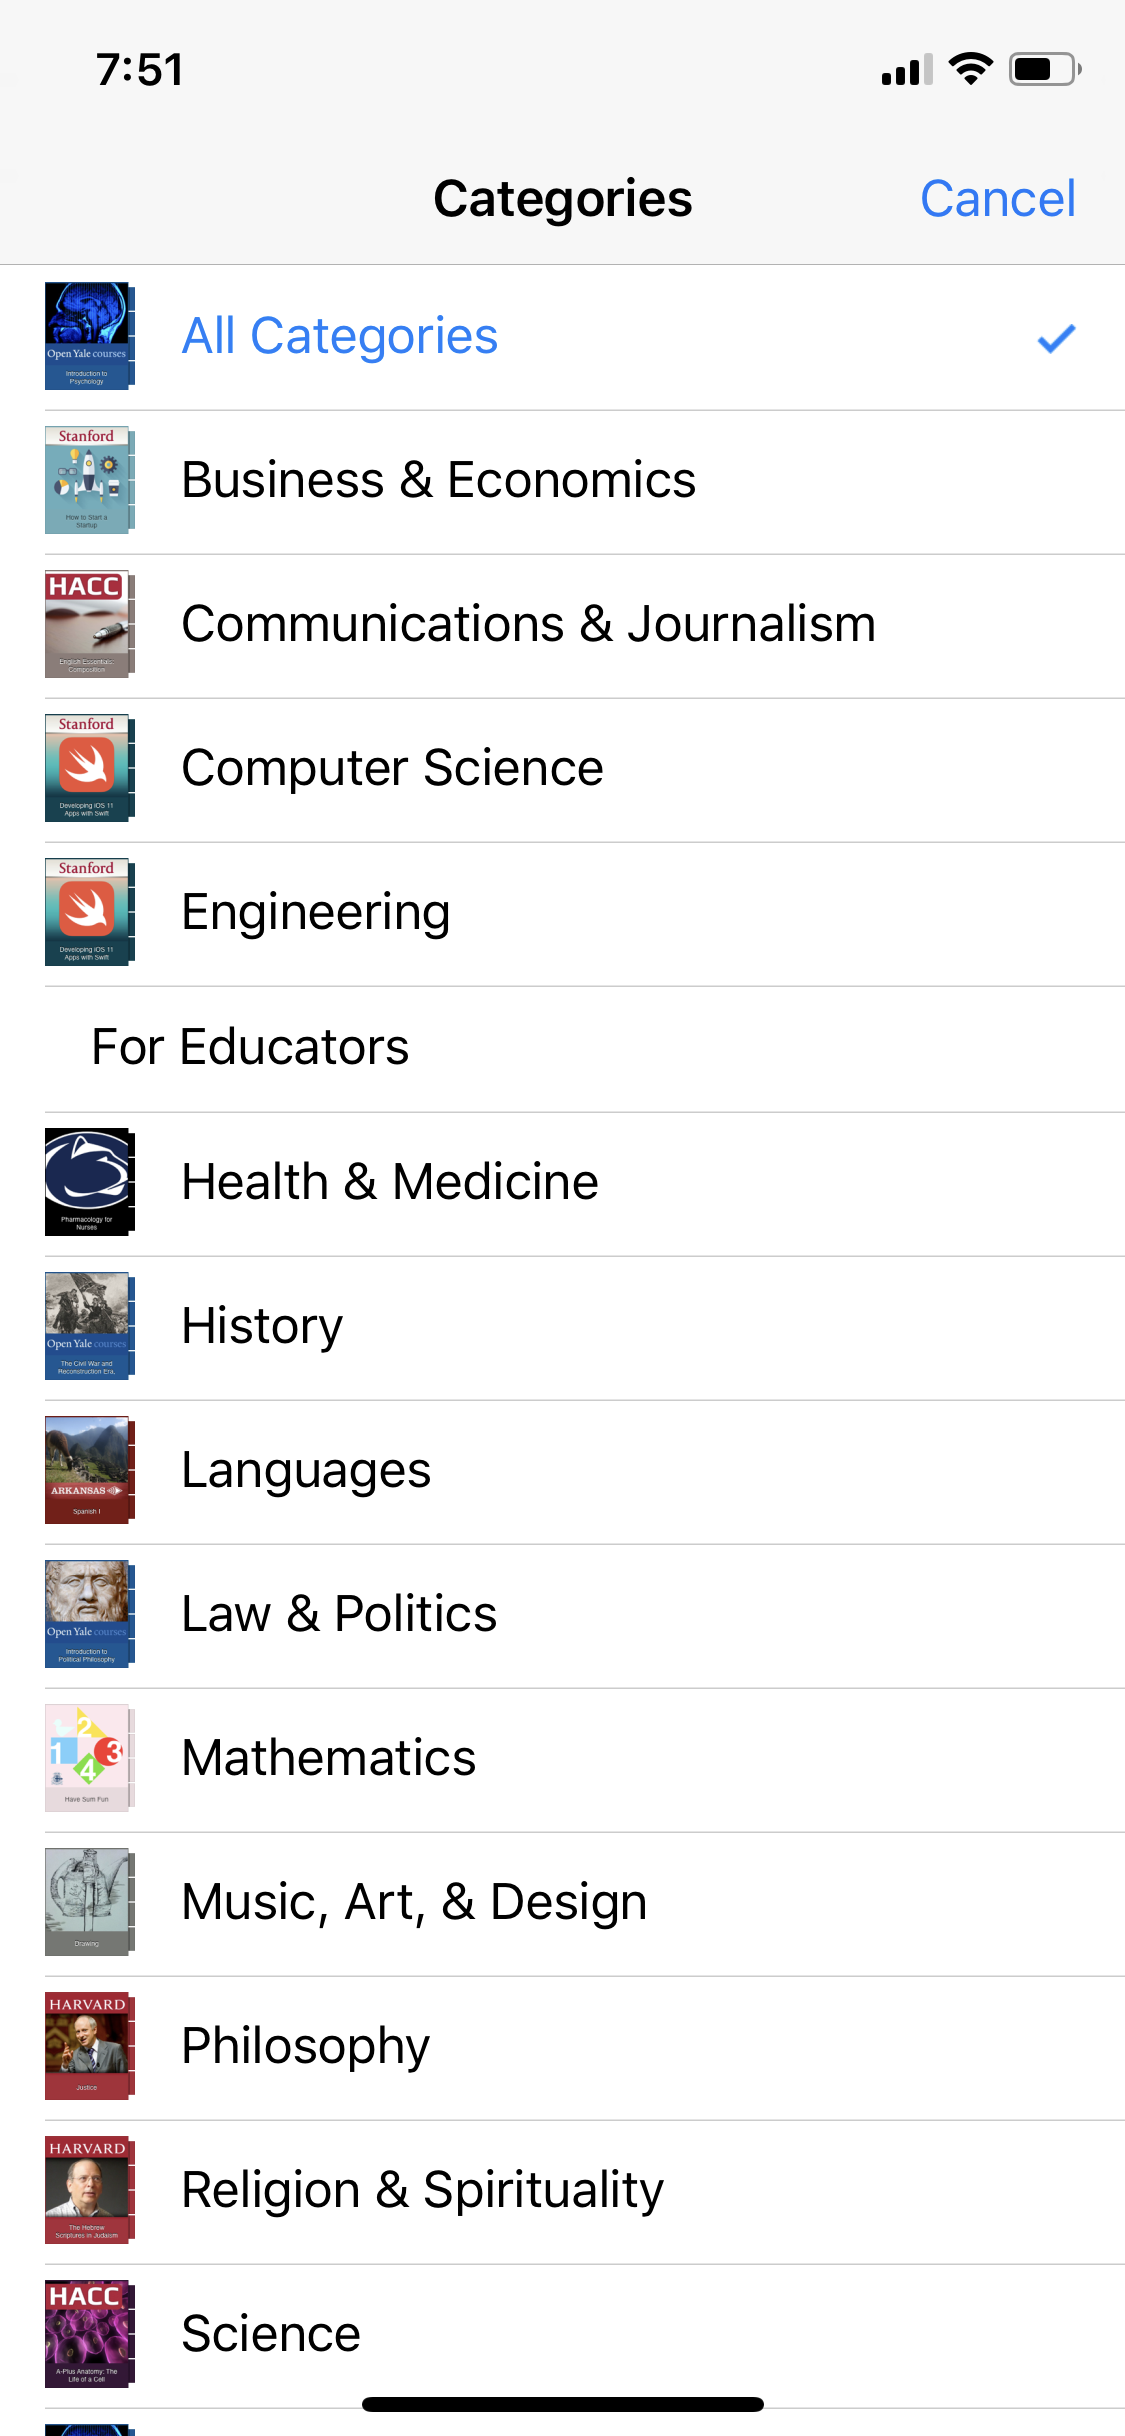 7:51
Categories
Cancel
Open Yale courses
Introduction to
Psychology
All Categories
Stanford
How to Start a
Startup
Business & Economics
HACC
English Essentials:
Composition
Communications & Journalism
Stanford
Developing iOS 11
Apps with Swift
Computer Science
Stanford
Developing iOS 11
Apps with Swift
Engineering
For Educators
Pharmacology for
Nurses
Health & Medicine
Open Yale courses
The Civil War and
Reconstruction Era,
History
ARKANSAS
Spanish I
Languages
Open Yale courses
Introduction to
Political Philosophy
Law & Politics
1 2 3 4
Have Sum Fun
Mathematics
Drawing
Music, Art, & Design
HARVARD
Justice
Philosophy
HARVARD
The Hebrew
Scriptures in Judaism
Religion & Spirituality
HACC
A-Plus Anatomy: The
Life of a Cell
Science